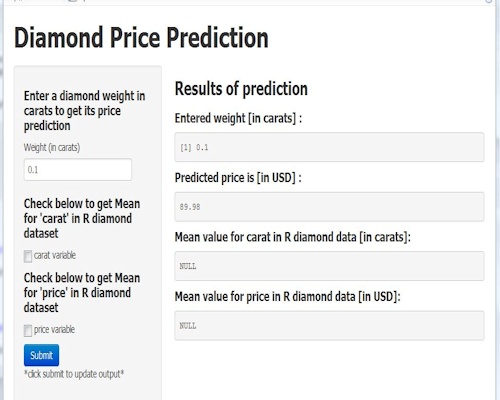 Diamond Price Prediction
Enter a diamond weight in
carats to get its price
prediction
Weight (in carats)
0.1
Check below to get Mean
for 'carat' in R diamond
dataset
carat variable
Check below to get Mean
for 'price' in R diamond
dataset
price variable
Submit
*click submit to update output*
Results of prediction
Entered weight [in carats] :
[1] 0.1
Predicted price is [in USD] :
89.98
Mean value for carat in R diamond data [in carats]:
NULL
Mean value for price in R diamond data [in USD]:
NULL